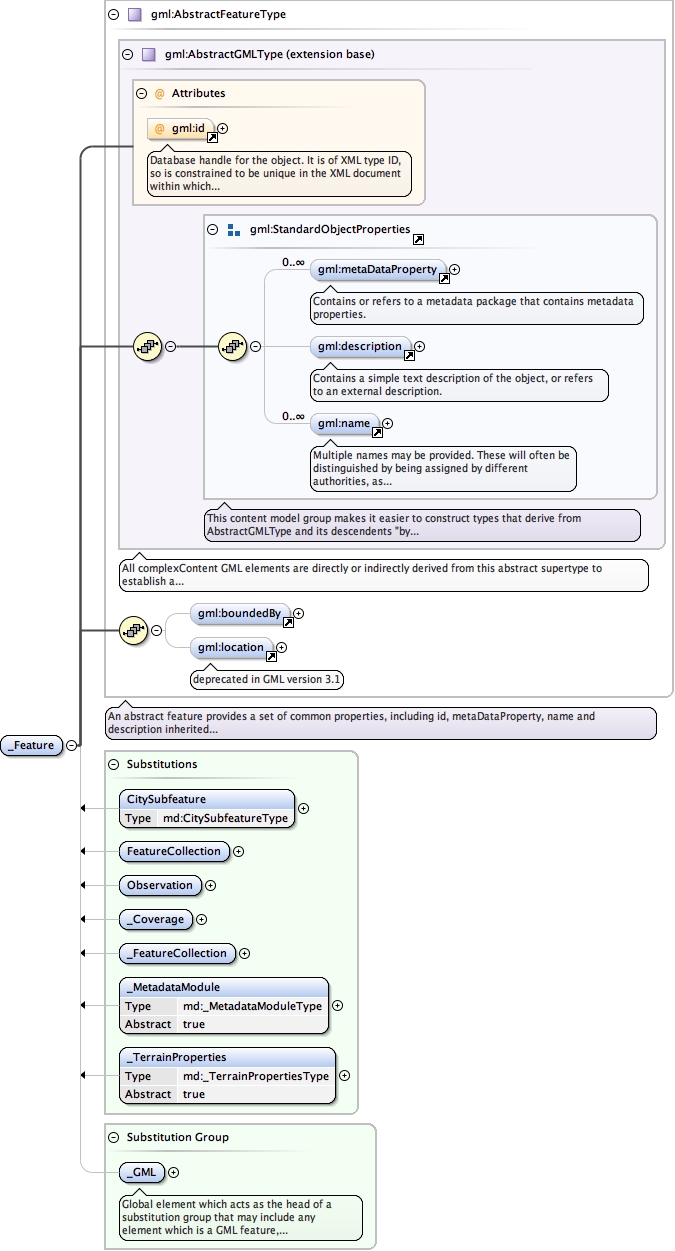 gml:AbstractFeatureType
gml:AbstractGMLType (extension base)
@ Attributes
@ gml:id
Database handle for the object. It is of XML type ID,
so is constrained to be unique in the XML document
within which...
gml:StandardObjectProperties
0..∞
gml:metaDataProperty
Contains or refers to a metadata package that contains metadata
properties.
gml:description
Contains a simple text description of the object, or refers
to an external description.
0..∞
gml:name
Multiple names may be provided. These will often be
distinguished by being assigned by different
authorities, as...
This content model group makes it easier to construct types that derive from
AbstractGMLType and its descendents "by...
All complexContent GML elements are directly or indirectly derived from this abstract supertype to
establish a...
gml:boundedBy
gml:location
deprecated in GML version 3.1
An abstract feature provides a set of common properties, including id, metaDataProperty, name and
description inherited...
_Feature
Substitutions
CitySubfeature
Type md:CitySubfeatureType
FeatureCollection
Observation
_Coverage
_FeatureCollection
_MetadataModule
Type md:_MetadataModuleType
Abstract true
_TerrainProperties
Type md:_TerrainPropertiesType
Abstract true
Substitution Group
_GML
Global element which acts as the head of a
substitution group that may include any
element which is a GML feature,...